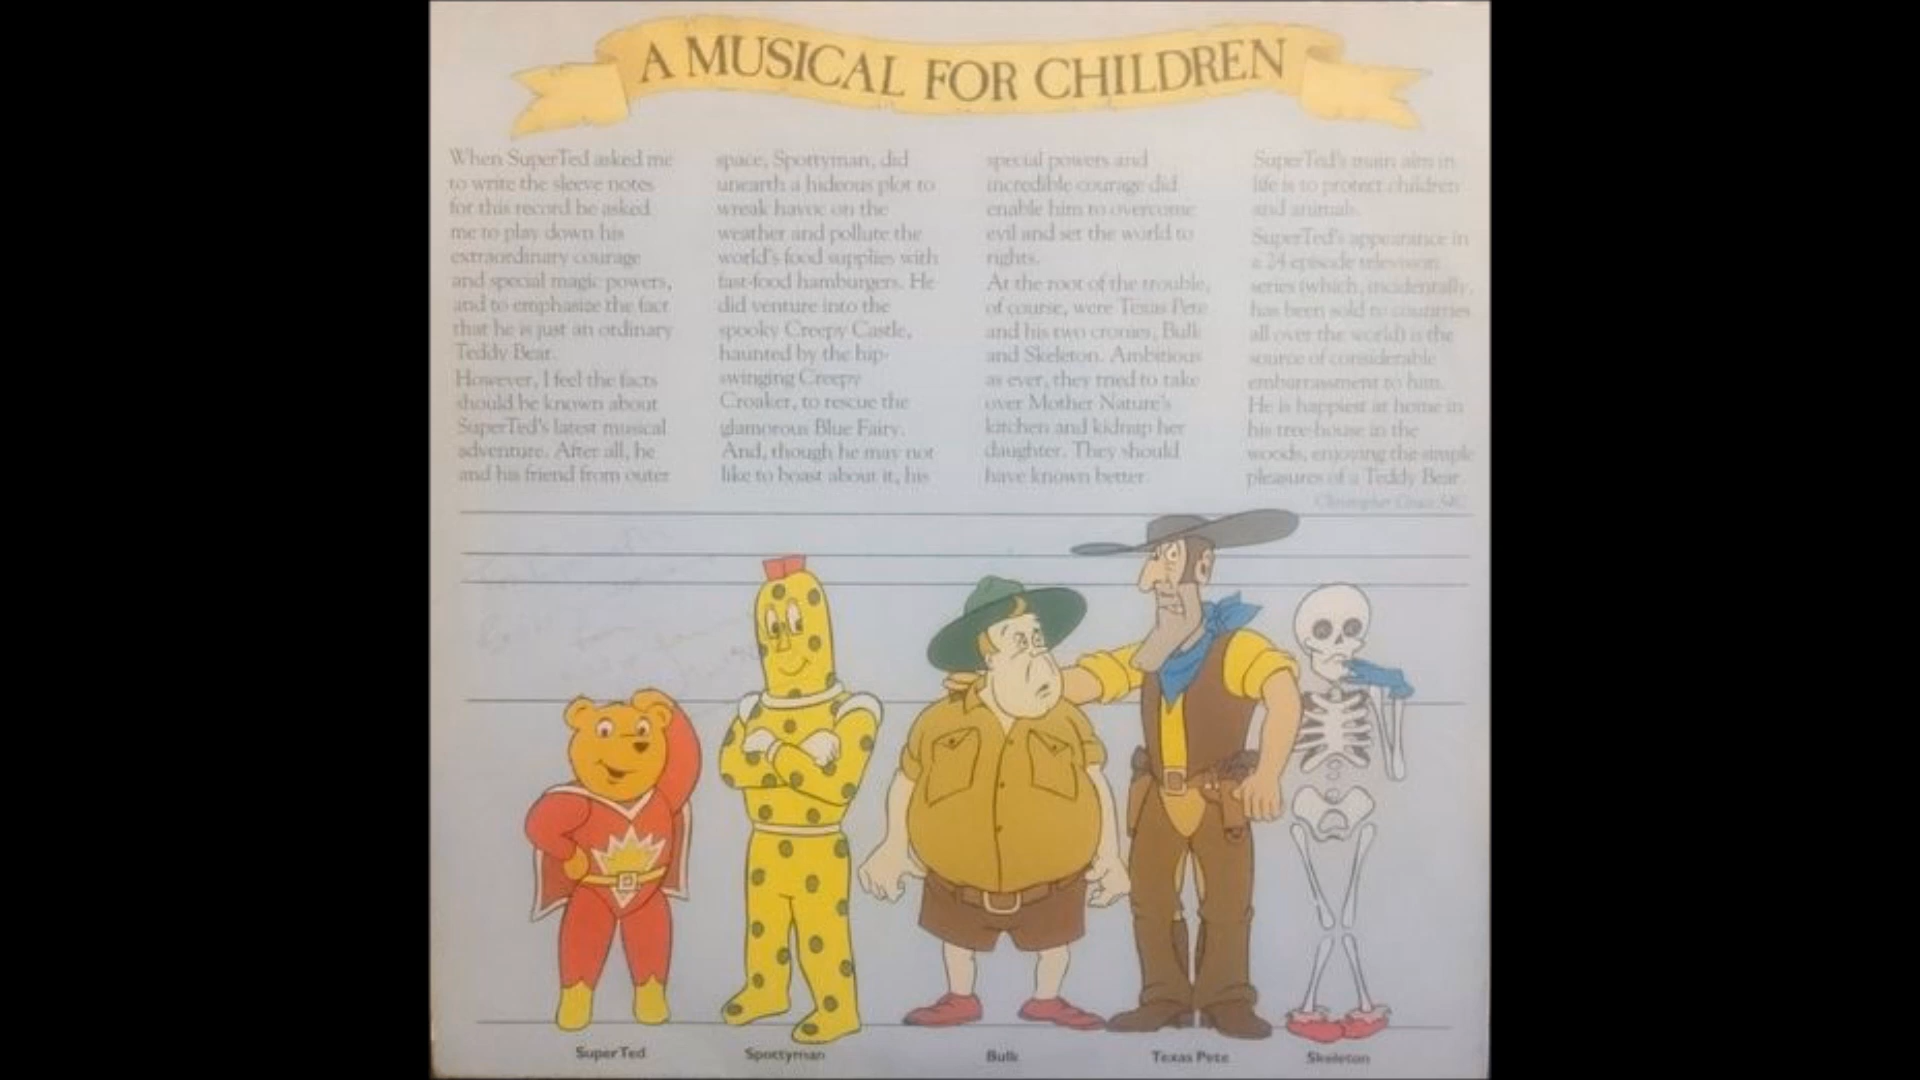 A MUSICAL FOR CHILDREN
When SuperTed asked me
to write the sleeve notes
for this record he asked
me to play down his
extraordinary courage
and special magic powers,
and to emphasize the fact
that he is just an ordinary
Teddy Bear.
However, I feel the facts
should be known about
SuperTed's latest musical
adventure. After all, he
and his friend from outer
space, Spottyman, did
unearth a hideous plot to
wreak havoc on the
weather and pollute the
world's food supplies with
fast-food hamburgers. He
did venture into the
spooky Creepy Castle,
haunted by the hip-
swinging Creepy
Croaker, to rescue the
glamorous Blue Fairy.
And, though he may not
like to boast about it, his
special powers and
incredible courage did
enable him to overcome
evil and set the world to
rights.
At the root of the trouble,
of course, were Texas Pete
and his two cronies, Bulk
and Skeleton. Ambitious
as ever, they tried to take
over Mother Nature's
kitchen and kidnap her
daughter. They should
have known better.
SuperTed's main aim in
life is to protect children
and animals.
SuperTed's appearance in
a 24 episode television
series (which, incidentally,
has been sold to countries
all over the world) is the
source of considerable
embarrassment to him.
He is happiest at home in
his tree-house in the
woods, enjoying the simple
pleasures of a Teddy Bear.
Christopher Grace S4C
SuperTed
Spottyman
Bulk
Texas Pete
Skeleton